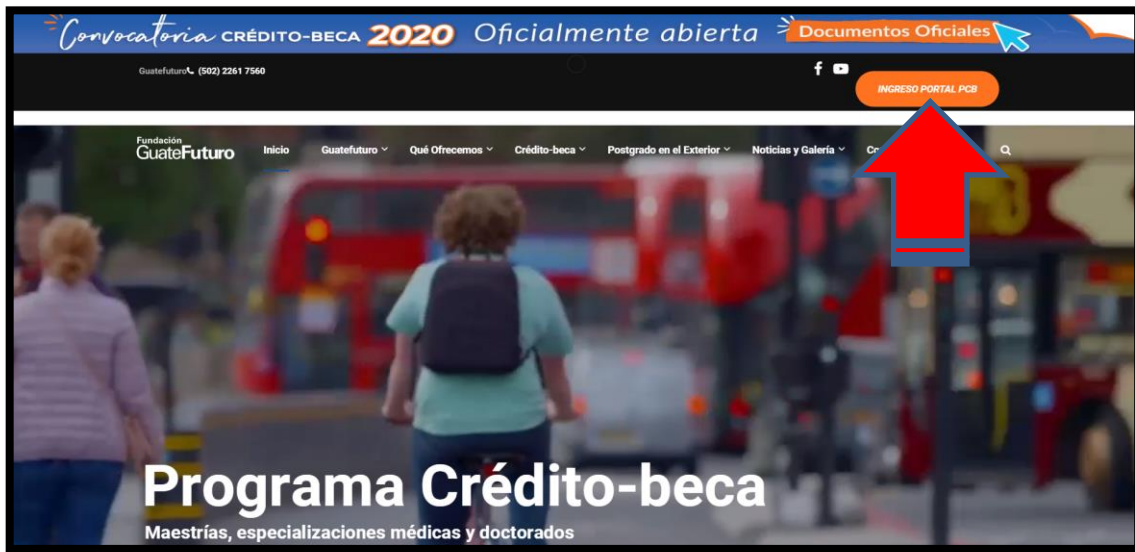 Convocatoria CRÉDITO-BECA 2020 Oficialmente abierta Documentos Oficiales
Guatefuturo (502) 2261 7560
f
INGRESO PORTAL PCB
Fundación
GuateFuturo
Inicio Guatefuturo Qué Ofrecemos Crédito-beca Postgrado en el Exterior Noticias y Galería
Programa Crédito-beca
Maestrías, especializaciones médicas y doctorados